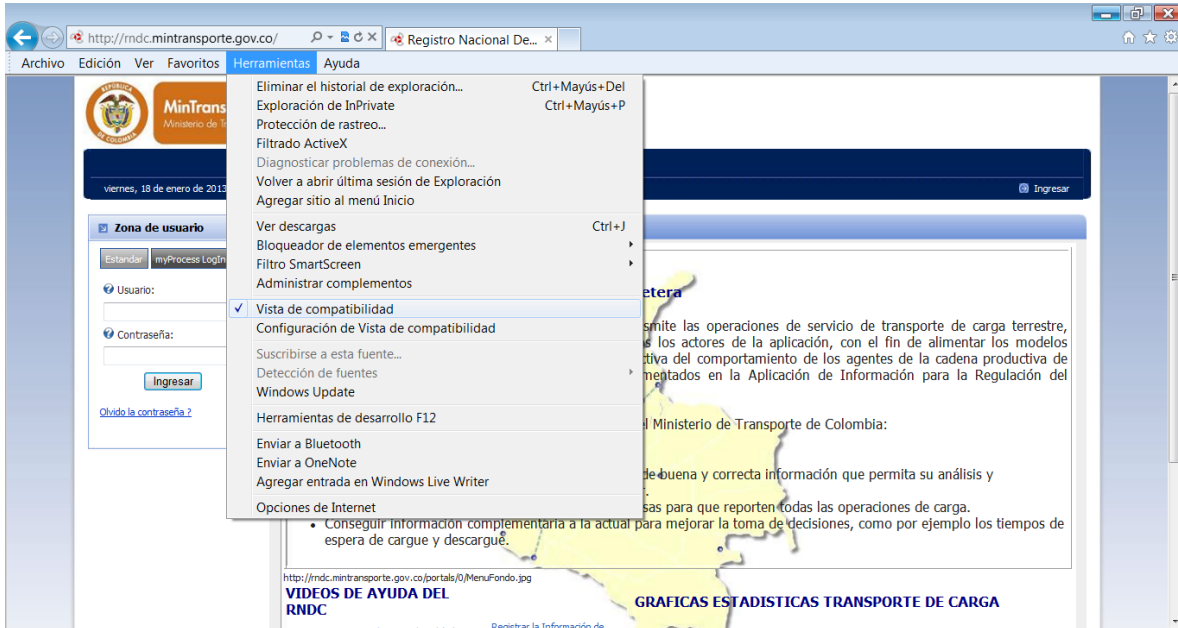 http://rndc.mintransporte.gov.co/
Registro Nacional De...
Archivo Edición Ver Favoritos Herramientas Ayuda
Eliminar el historial de exploración... Ctrl+Mayús+Del
Exploración de InPrivate Ctrl+Mayús+P
Protección de rastreo...
Filtrado ActiveX
Diagnosticar problemas de conexión...
Volver a abrir última sesión de Exploración
Agregar sitio al menú Inicio
Ver descargas Ctrl+J
Bloqueador de elementos emergentes
Filtro SmartScreen
Administrar complementos
Vista de compatibilidad
Configuración de Vista de compatibilidad
Suscribirse a esta fuente...
Detección de fuentes
Windows Update
Herramientas de desarrollo F12
Enviar a Bluetooth
Enviar a OneNote
Agregar entrada en Windows Live Writer
Opciones de Internet
REPÚBLICA
DE COLOMBIA
MinTrans
Ministerio de
viernes, 18 de enero de 2013
Ingresar
Zona de usuario
Estandar myProcess LogIn
Usuario:
Contraseña:
Ingresar
Olvido la contraseña ?
etera
smite las operaciones de servicio de transporte de carga terrestre,
los actores de la aplicación, con el fin de alimentar los modelos
tiva del comportamiento de los agentes de la cadena productiva de
mentados en la Aplicación de Información para la Regulación del
el Ministerio de Transporte de Colombia:
de buena y correcta información que permita su análisis y
sas para que reporten todas las operaciones de carga.
• Conseguir información complementaria a la actual para mejorar la toma de decisiones, como por ejemplo los tiempos de
espera de cargue y descargue.
http://rndc.mintransporte.gov.co/portals/0/MenuFondo.jpg
VIDEOS DE AYUDA DEL
RNDC
GRAFICAS ESTADISTICAS TRANSPORTE DE CARGA
Registrar la Información de